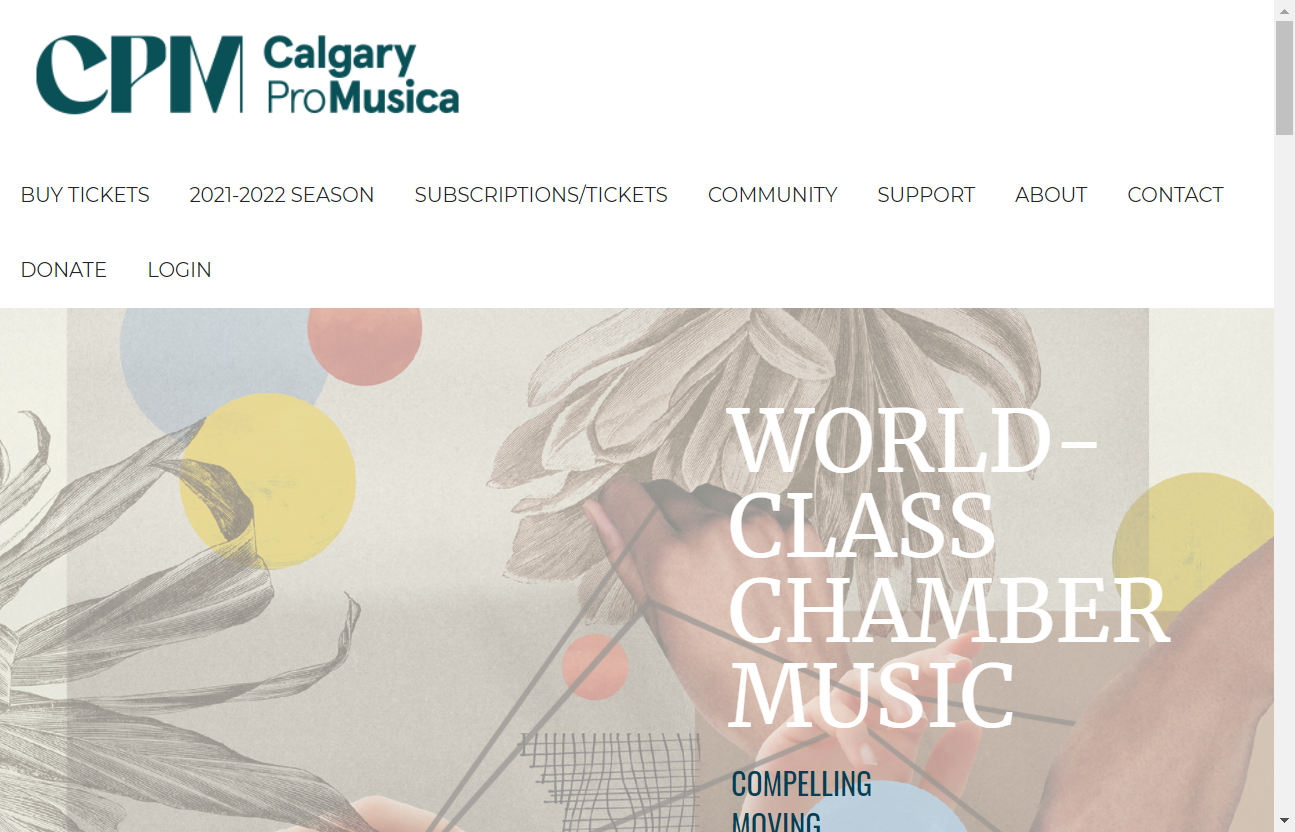 CPM Calgary
ProMusica
BUY TICKETS 2021-2022 SEASON SUBSCRIPTIONS/TICKETS COMMUNITY SUPPORT ABOUT CONTACT
DONATE LOGIN
WORLD-
CLASS
CHAMBER
MUSIC
COMPELLING
MOVING